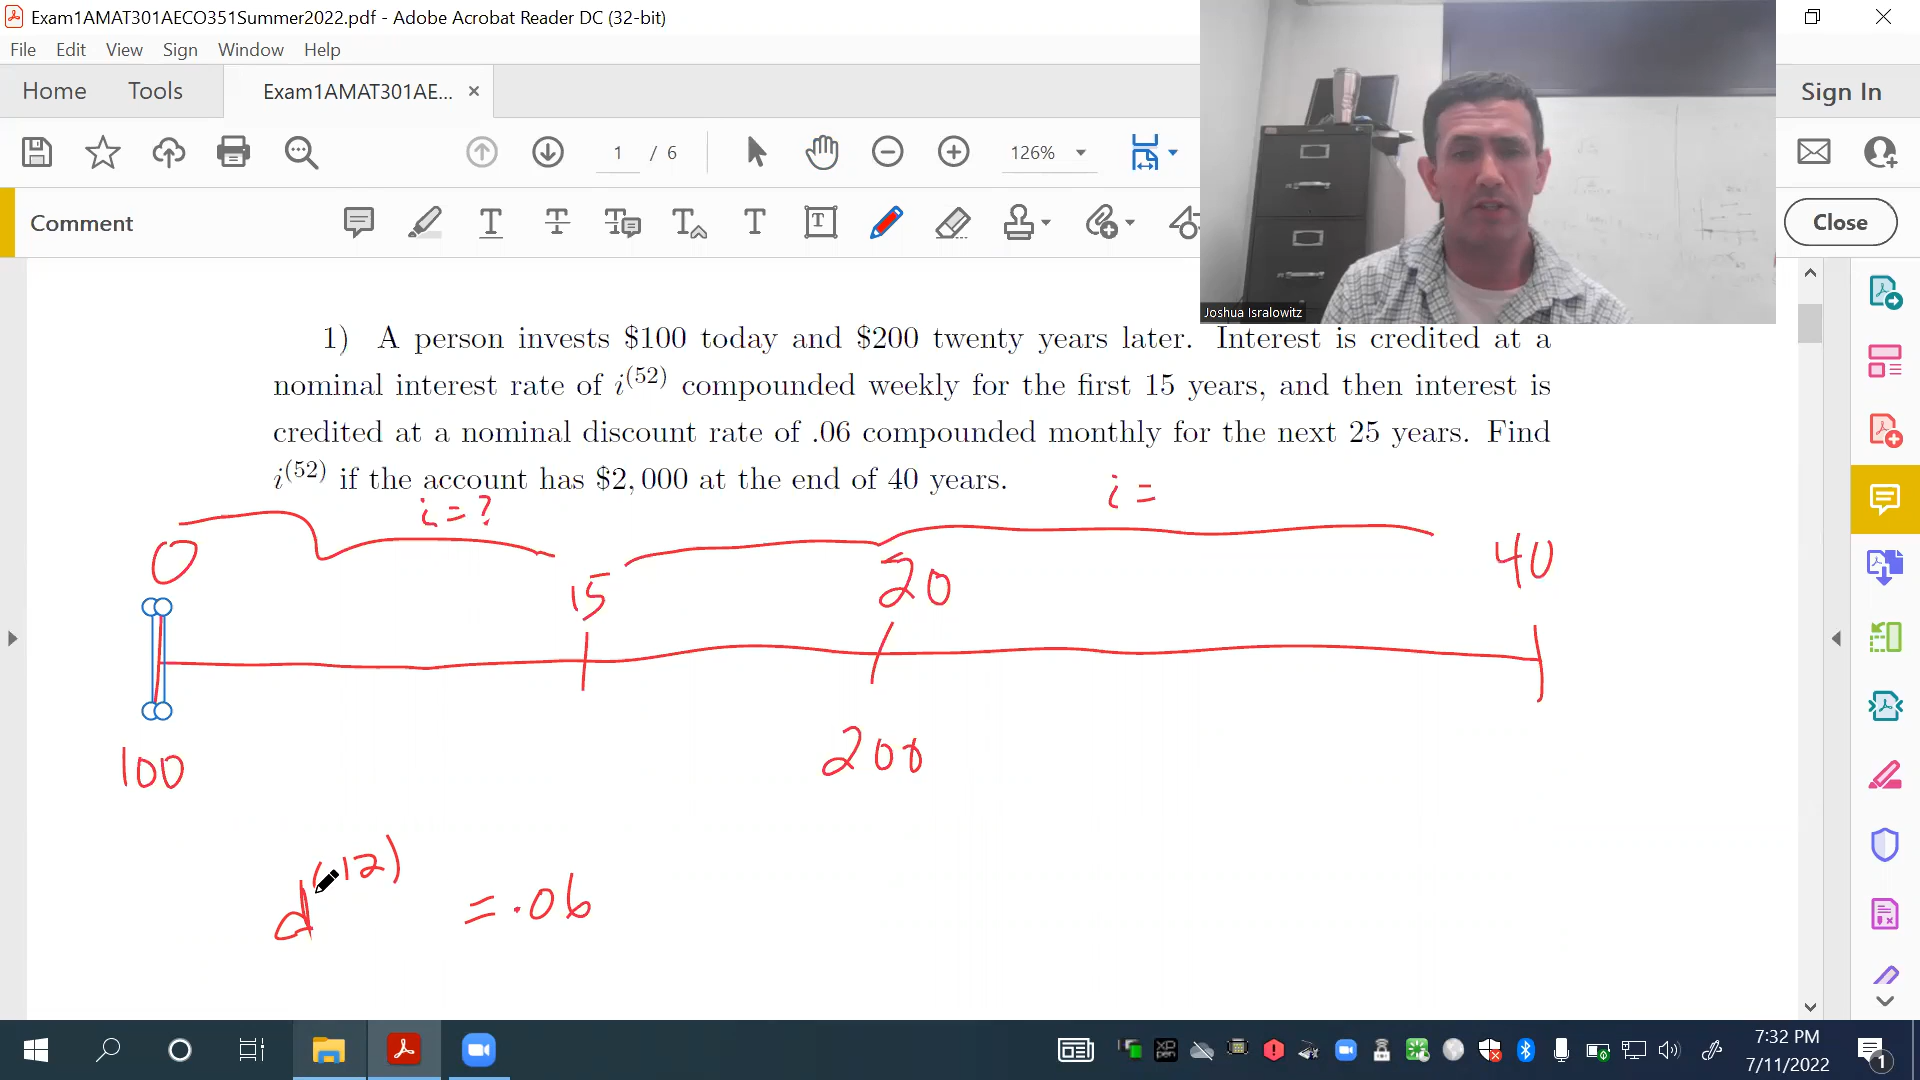 Exam1AMAT301AECO351Summer2022.pdf - Adobe Acrobat Reader DC (32-bit)
File Edit View Sign Window Help
Home Tools Exam1AMAT301AE... × Sign In
1 / 6 126%
Comment Close
Joshua Isralowitz
1) A person invests $100 today and $200 twenty years later. Interest is credited at a
nominal interest rate of i^(52) compounded weekly for the first 15 years, and then interest is
credited at a nominal discount rate of .06 compounded monthly for the next 25 years. Find
i^(52) if the account has $2,000 at the end of 40 years.
i = ? i =
0 15 20 40
100 200
d^(12) = .06
7:32 PM
7/11/2022
1